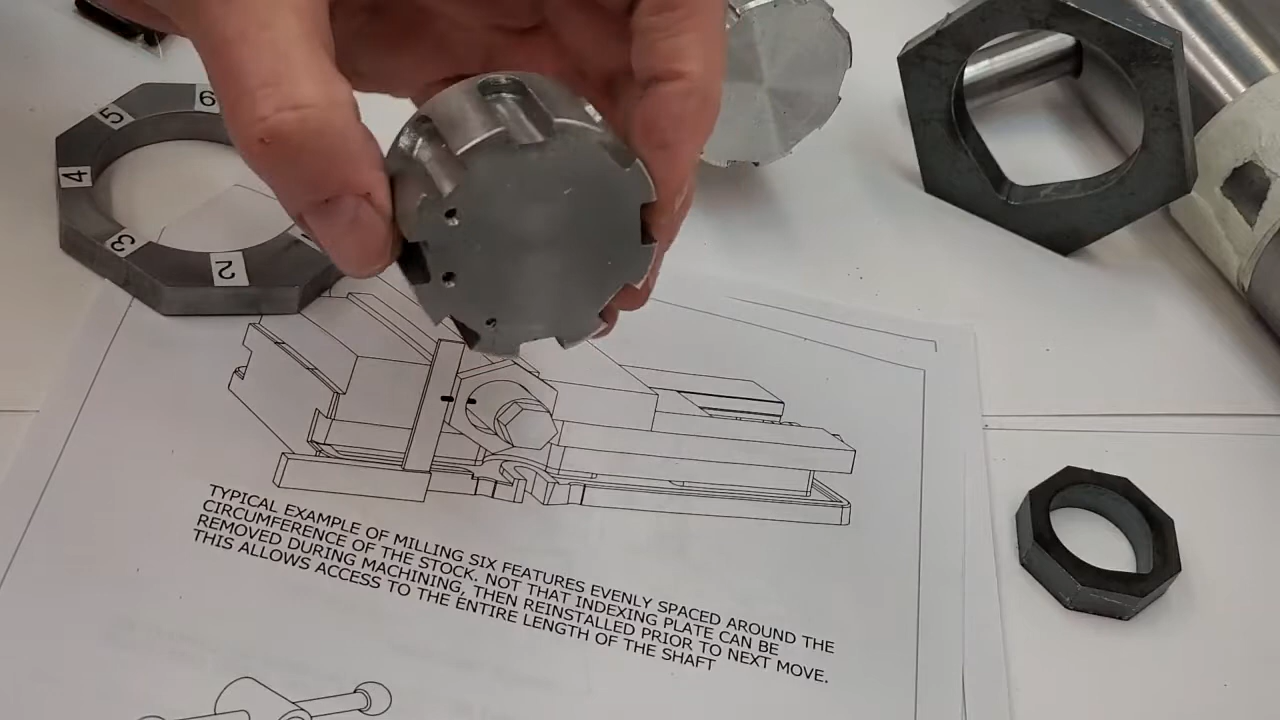 5
6
4
3
2
TYPICAL EXAMPLE OF MILLING SIX FEATURES EVENLY SPACED AROUND THE
CIRCUMFERENCE OF THE STOCK, NOT THAT INDEXING PLATE CAN BE
REMOVED DURING MACHINING, THEN REINSTALLED PRIOR TO NEXT MOVE.
THIS ALLOWS ACCESS TO THE ENTIRE LENGTH OF THE SHAFT